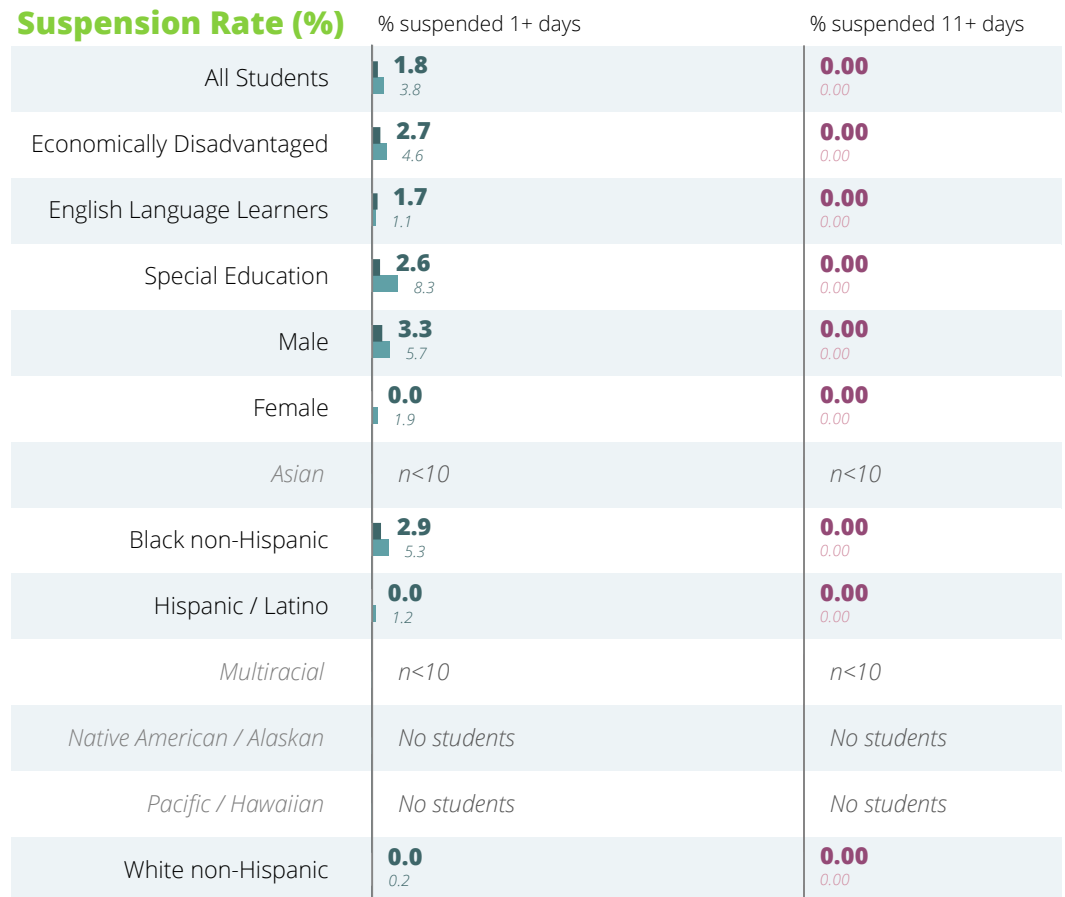 Suspension Rate (%) % suspended 1+ days % suspended 11+ days
All Students 1.8 0.00
3.8 0.00
Economically Disadvantaged 2.7 0.00
4.6 0.00
English Language Learners 1.7 0.00
1.1 0.00
Special Education 2.6 0.00
8.3 0.00
Male 3.3 0.00
5.7 0.00
Female 0.0 0.00
1.9 0.00
Asian n<10 n<10
Black non-Hispanic 2.9 0.00
5.3 0.00
Hispanic / Latino 0.0 0.00
1.2 0.00
Multiracial n<10 n<10
Native American / Alaskan No students No students
Pacific / Hawaiian No students No students
White non-Hispanic 0.0 0.00
0.2 0.00